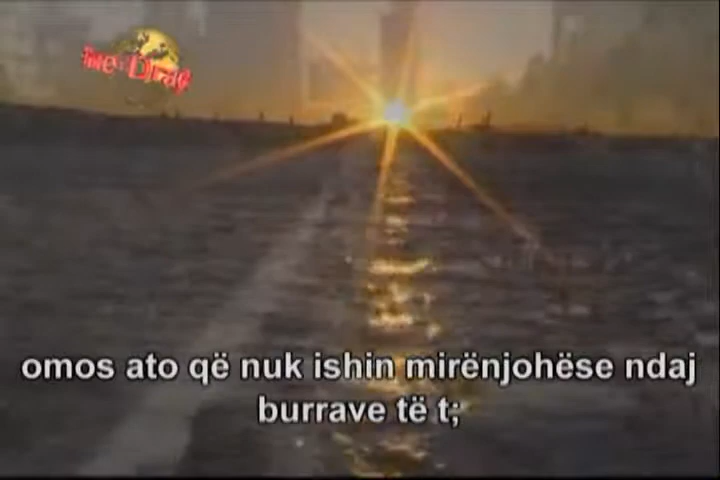 omos ato që nuk ishin mirënjohëse ndaj
burrave të t;